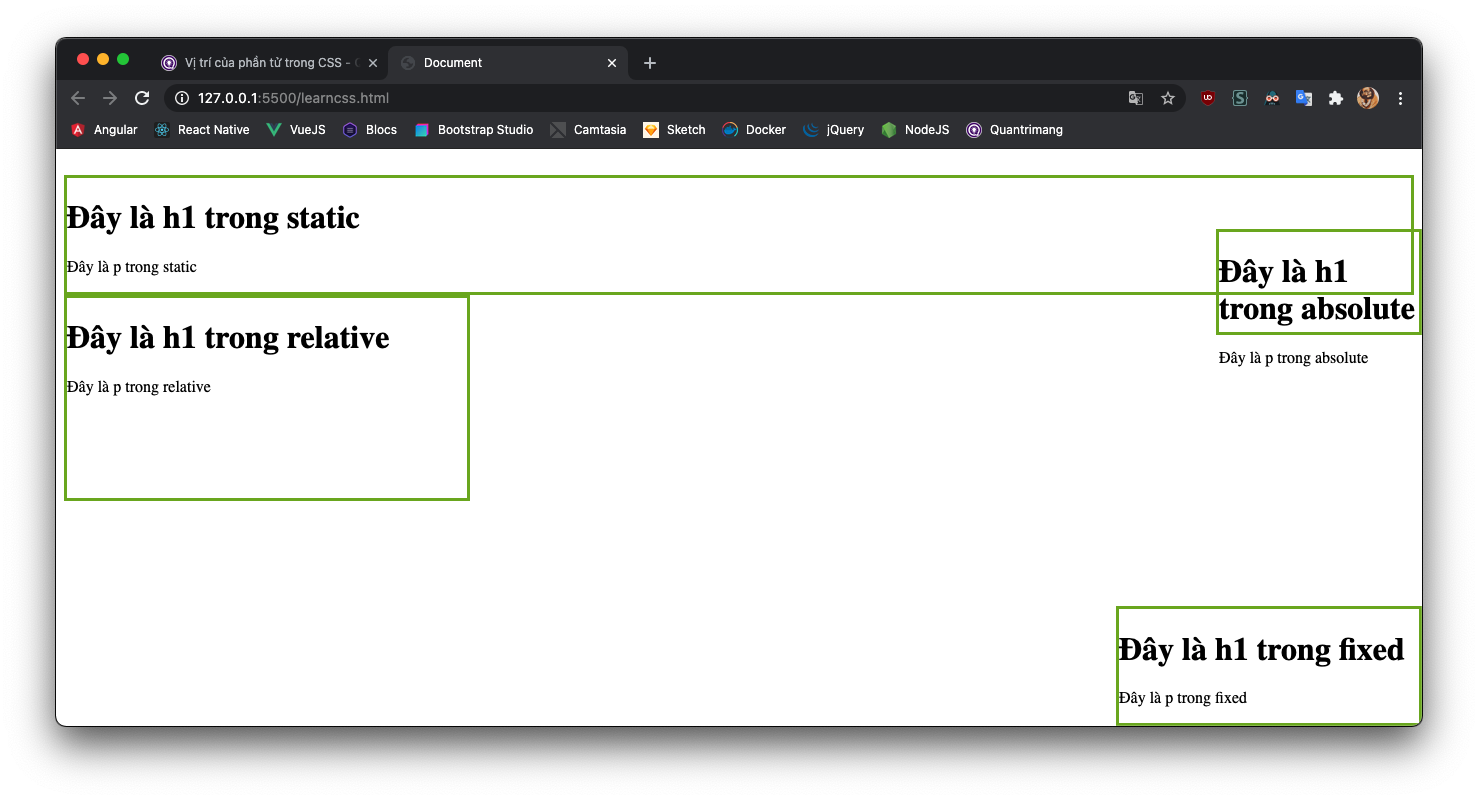 Vị trí của phần tử trong CSS -
Document
127.0.0.1:5500/learncss.html
Angular
React Native
VueJS
Blocs
Bootstrap Studio
Camtasia
Sketch
Docker
jQuery
NodeJS
Quantrimang
Đây là h1 trong static
Đây là p trong static
Đây là h1
trong absolute
Đây là p trong absolute
Đây là h1 trong relative
Đây là p trong relative
Đây là h1 trong fixed
Đây là p trong fixed